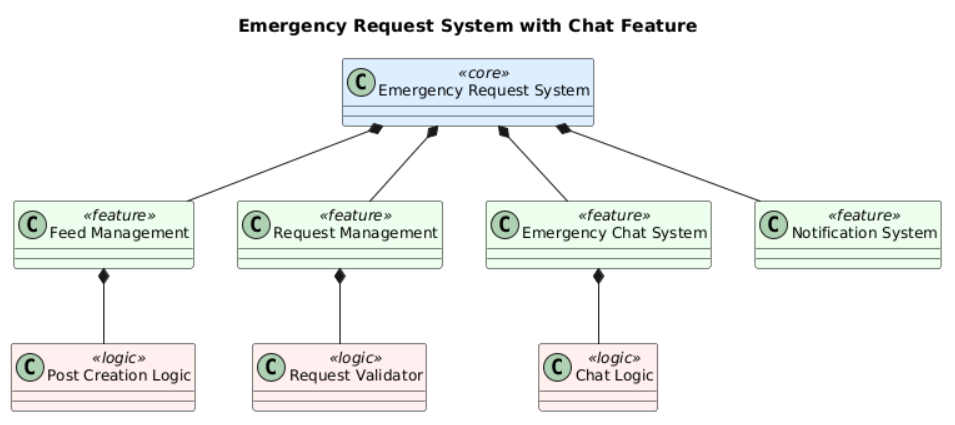 Emergency Request System with Chat Feature
«core»
C Emergency Request System
«feature»
C Feed Management
«feature»
C Request Management
«feature»
C Emergency Chat System
«feature»
C Notification System
«logic»
C Post Creation Logic
«logic»
C Request Validator
«logic»
C Chat Logic